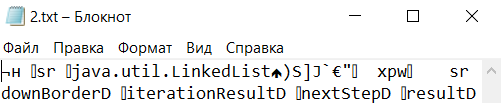 2.txt – Блокнот
Файл Правка Формат Вид Справка
¬н sr java.util.LinkedList)S]J`€" xpw sr
downBorderD iterationResultD nextStepD resultD